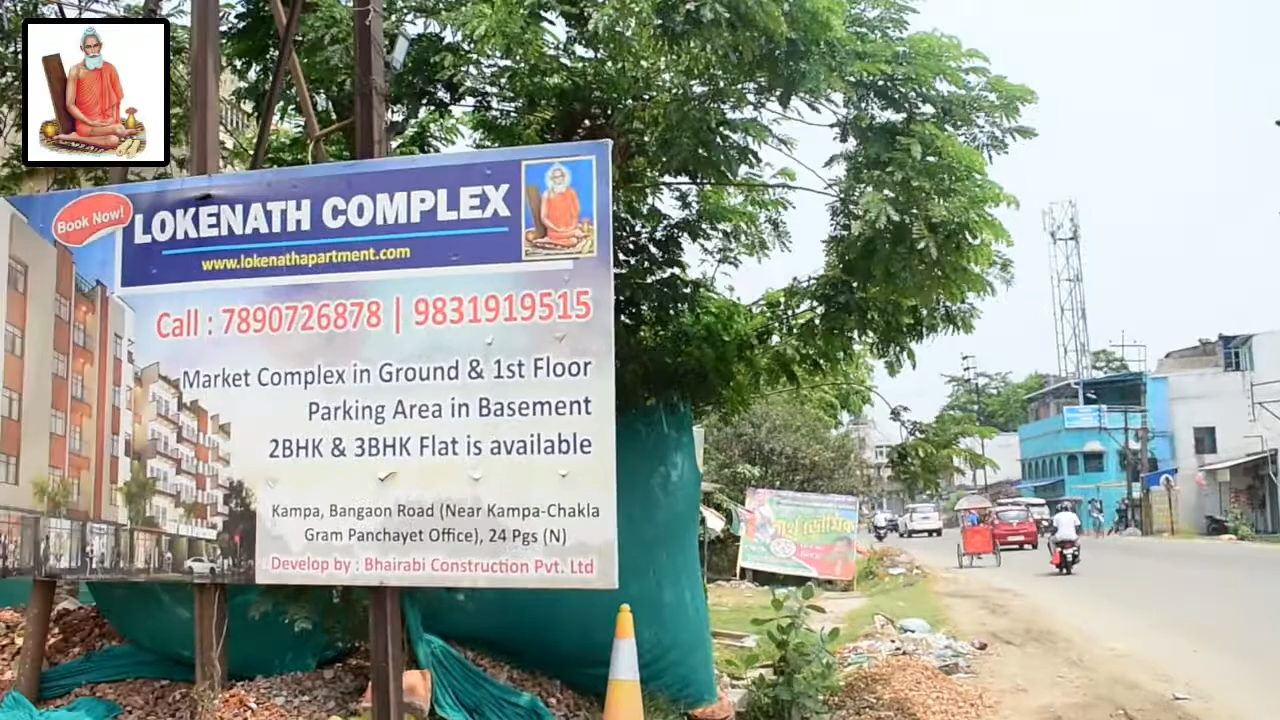 Book Now!
LOKENATH COMPLEX
www.lokenathapartment.com
Call : 7890726878 | 9831919515
Market Complex in Ground & 1st Floor
Parking Area in Basement
2BHK & 3BHK Flat is available
Kampa, Bangaon Road (Near Kampa-Chakla
Gram Panchayet Office), 24 Pgs (N)
Develop by : Bhairabi Construction Pvt. Ltd